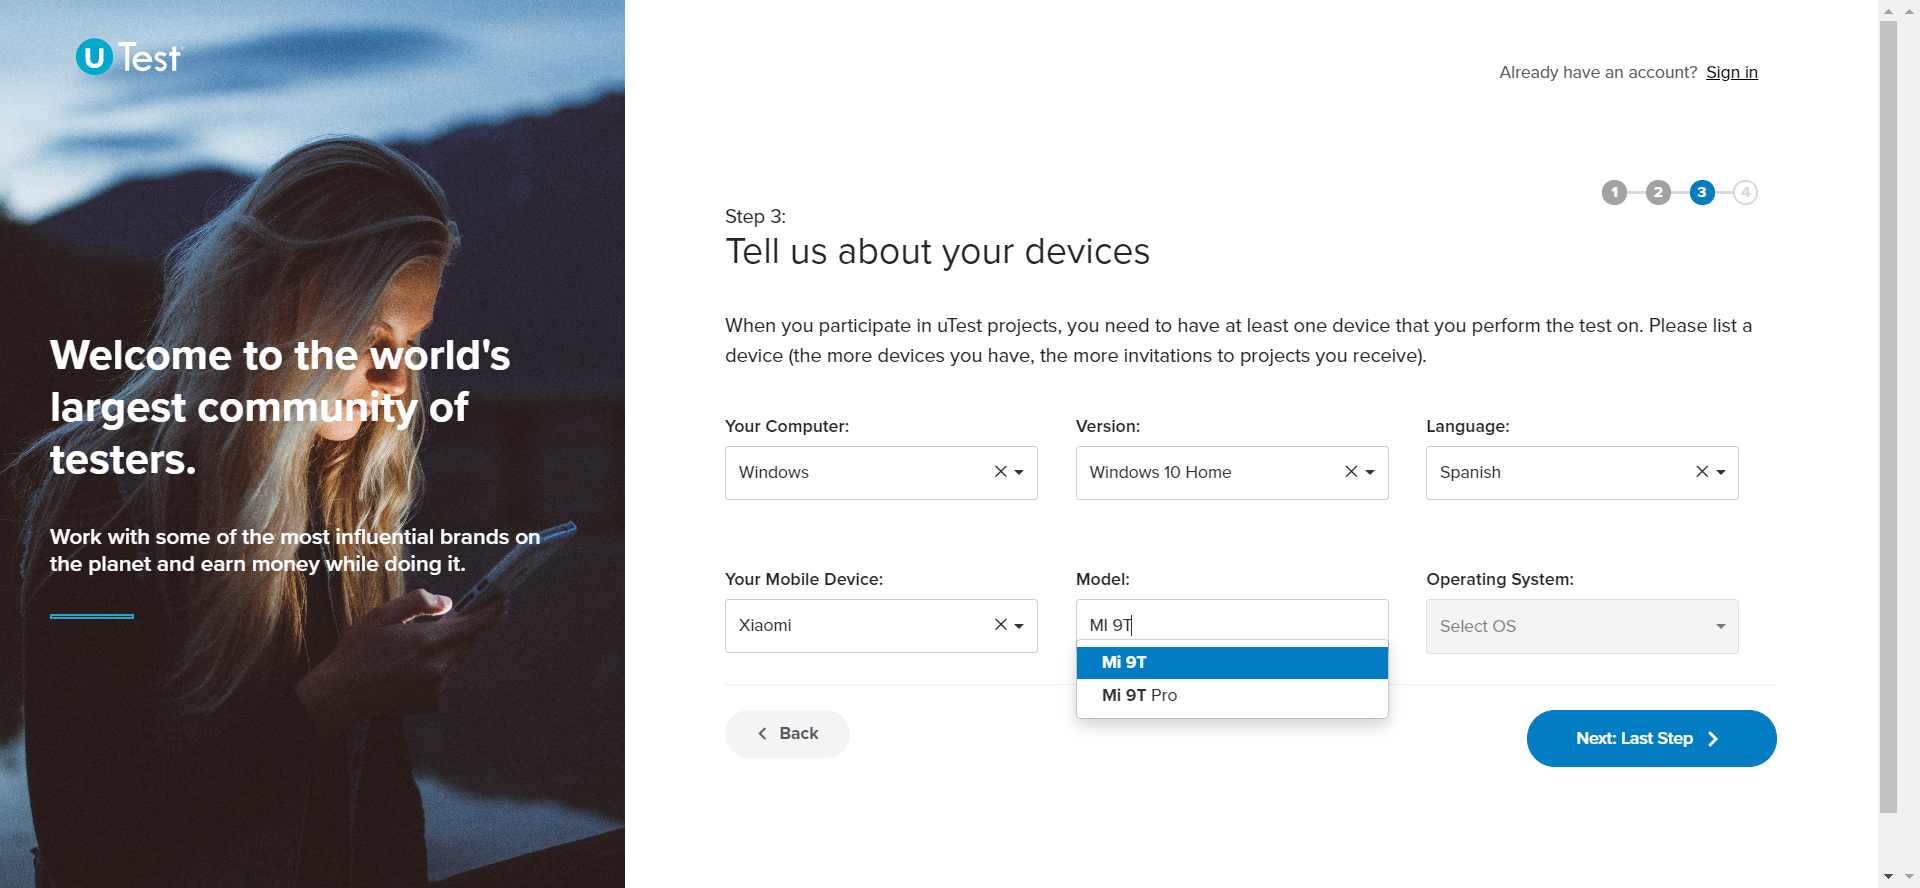 U Test
Welcome to the world's
largest community of
testers.
Work with some of the most influential brands on
the planet and earn money while doing it.
Already have an account? Sign in
1 2 3 4
Step 3:
Tell us about your devices
When you participate in uTest projects, you need to have at least one device that you perform the test on. Please list a
device (the more devices you have, the more invitations to projects you receive).
Your Computer: Version: Language:
Windows Windows 10 Home Spanish
Your Mobile Device: Model: Operating System:
Xiaomi MI 9T Select OS
Mi 9T
Mi 9T Pro
Back Next: Last Step